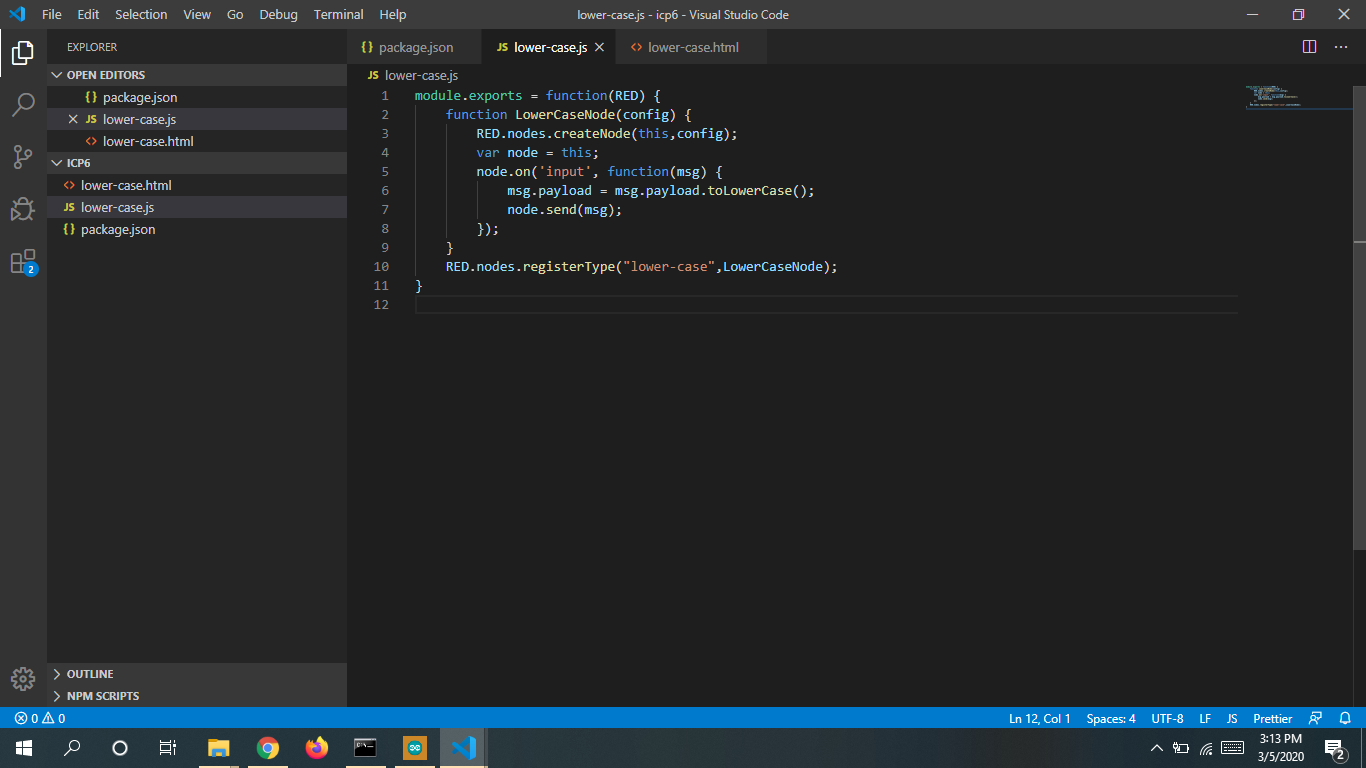 File Edit Selection View Go Debug Terminal Help lower-case.js - icp6 - Visual Studio Code
EXPLORER
OPEN EDITORS
{} package.json
JS lower-case.js
<> lower-case.html
ICP6
<> lower-case.html
JS lower-case.js
{} package.json
2
OUTLINE
NPM SCRIPTS
{} package.json JS lower-case.js <> lower-case.html
JS lower-case.js
1 module.exports = function(RED) {
2     function LowerCaseNode(config) {
3         RED.nodes.createNode(this,config);
4         var node = this;
5         node.on('input', function(msg) {
6             msg.payload = msg.payload.toLowerCase();
7             node.send(msg);
8         });
9     }
10     RED.nodes.registerType("lower-case",LowerCaseNode);
11 }
12
0 0 Ln 12, Col 1 Spaces: 4 UTF-8 LF JS Prettier
3:13 PM
3/5/2020
2